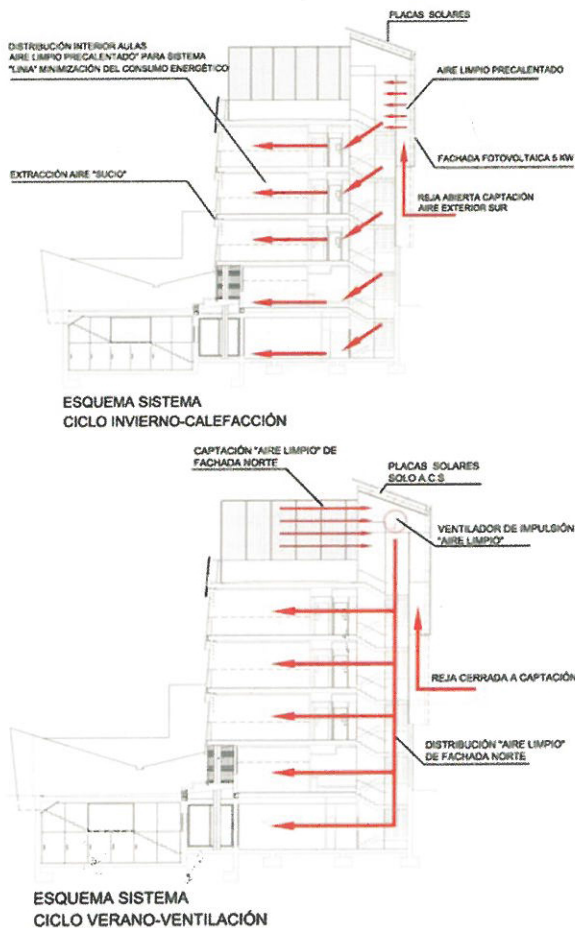 PLACAS SOLARES
DISTRIBUCIÓN INTERIOR AULAS
AIRE LIMPIO PRECALENTADO" PARA SISTEMA
"LINIA" MINIMIZACIÓN DEL CONSUMO ENERGÉTICO
AIRE LIMPIO PRECALENTADO
FACHADA FOTOVOLTAICA 5 KW
EXTRACCIÓN AIRE "SUCIO"
REJA ABIERTA CAPTACIÓN
AIRE EXTERIOR SUR
ESQUEMA SISTEMA
CICLO INVIERNO-CALEFACCIÓN
CAPTACIÓN "AIRE LIMPIO" DE
FACHADA NORTE
PLACAS SOLARES
SOLO A.C.S
VENTILADOR DE IMPULSIÓN
"AIRE LIMPIO"
REJA CERRADA A CAPTACIÓN
DISTRIBUCIÓN "AIRE LIMPIO"
DE FACHADA NORTE
ESQUEMA SISTEMA
CICLO VERANO-VENTILACIÓN